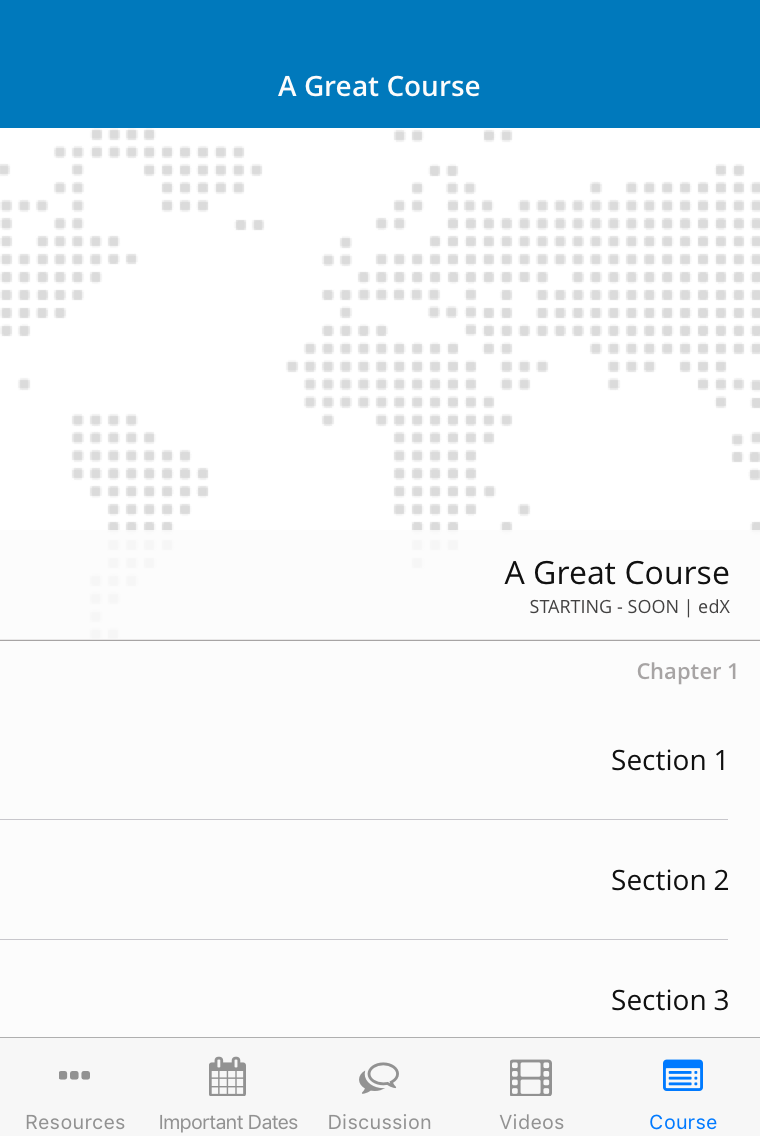 A Great Course
A Great Course
STARTING - SOON | edX
Chapter 1
Section 1
Section 2
Section 3
Resources
Important Dates
Discussion
Videos
Course